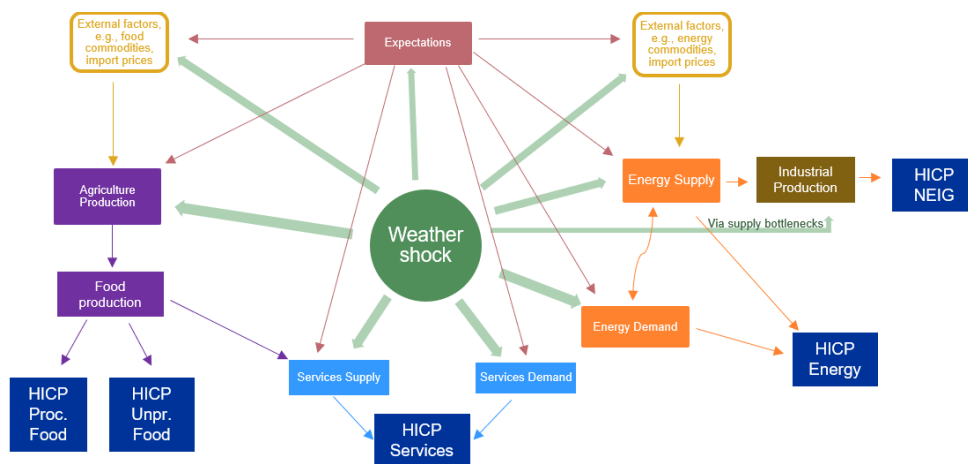 External factors,
e.g., food
commodities,
import prices
Expectations
External factors,
e.g., energy
commodities,
import prices
Agriculture
Production
Energy Supply
Industrial
Production
HICP
NEIG
Weather
shock
Via supply bottlenecks
Food
production
Energy Demand
HICP
Energy
Services Supply
Services Demand
HICP
Proc.
Food
HICP
Unpr.
Food
HICP
Services